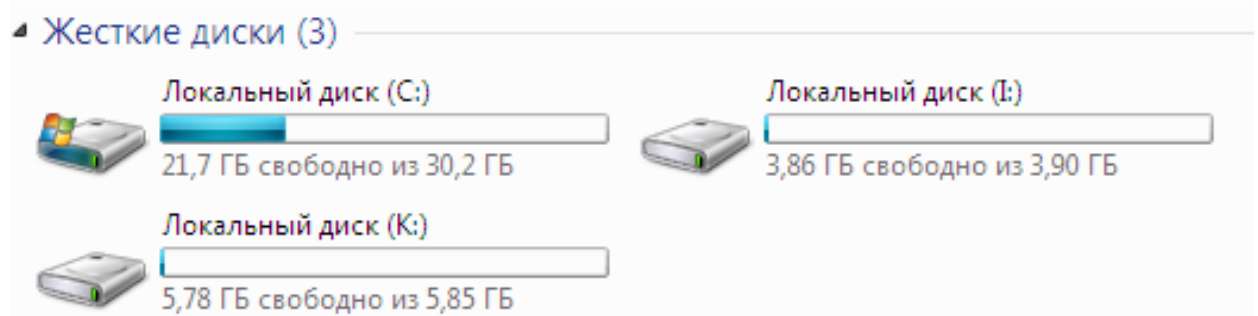 Жесткие диски (3)
Локальный диск (C:)
21,7 ГБ свободно из 30,2 ГБ
Локальный диск (I:)
3,86 ГБ свободно из 3,90 ГБ
Локальный диск (K:)
5,78 ГБ свободно из 5,85 ГБ